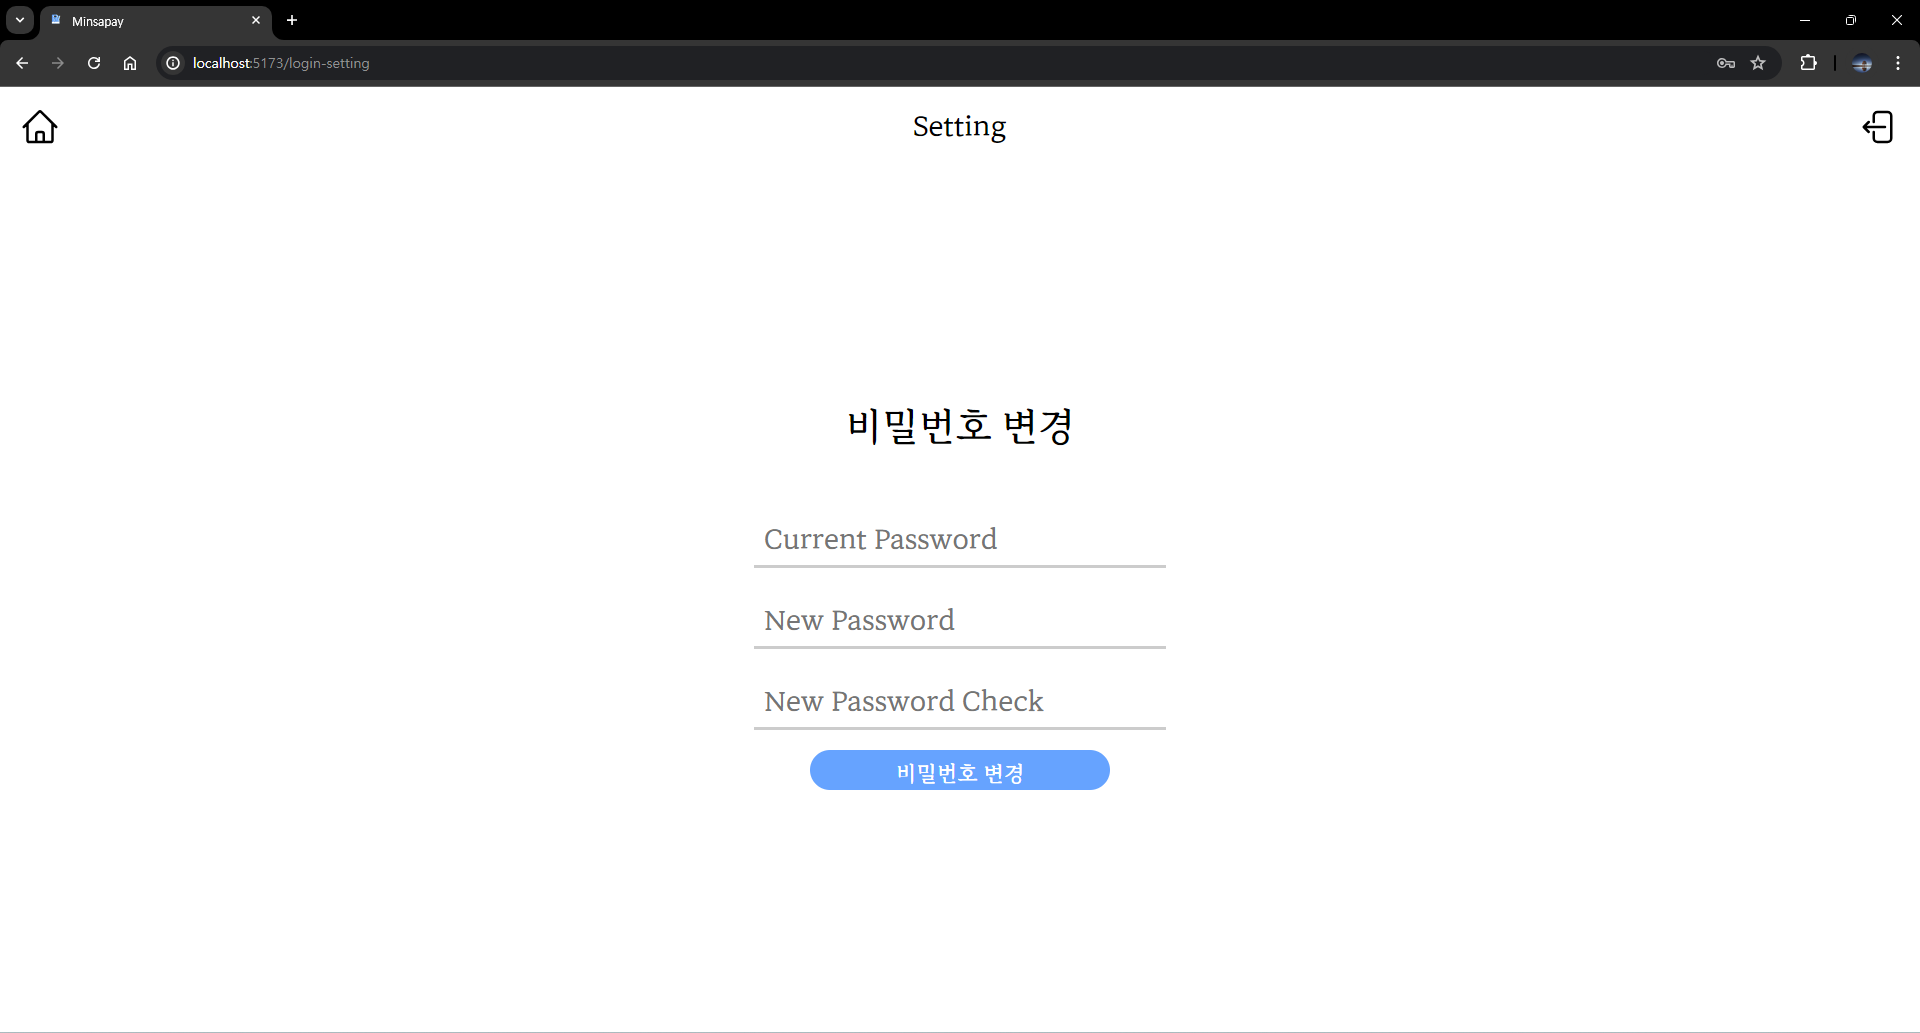 Minsapay
localhost:5173/login-setting
Setting
비밀번호 변경
Current Password
New Password
New Password Check
비밀번호 변경